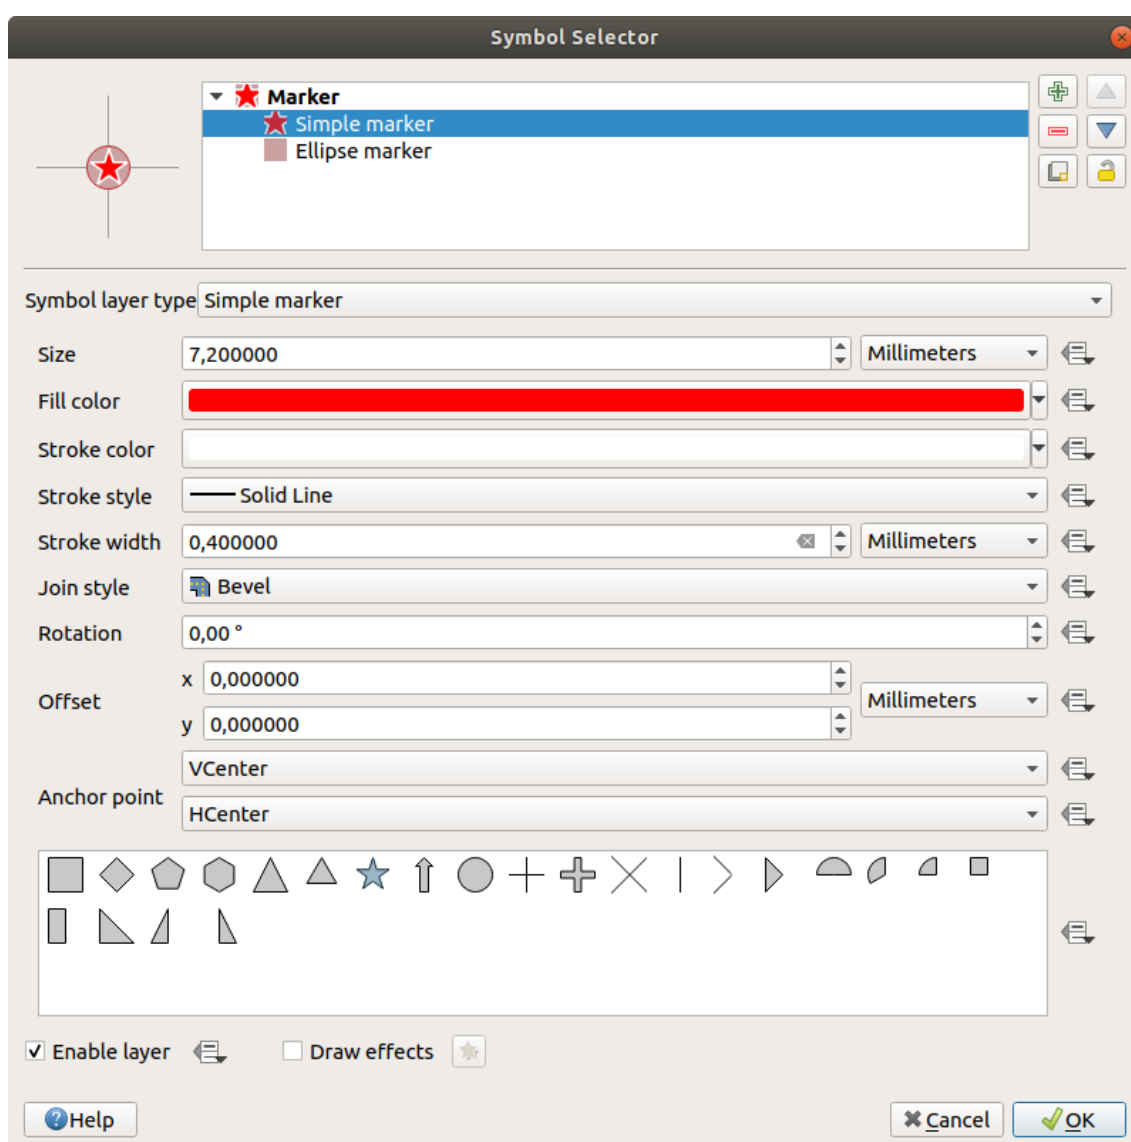 Symbol Selector
Marker
Simple marker
Ellipse marker
Symbol layer type Simple marker
Size 7,200000 Millimeters
Fill color
Stroke color
Stroke style Solid Line
Stroke width 0,400000 Millimeters
Join style Bevel
Rotation 0,00 °
Offset x 0,000000 Millimeters
y 0,000000
Anchor point VCenter
HCenter
Enable layer Draw effects
Help Cancel OK